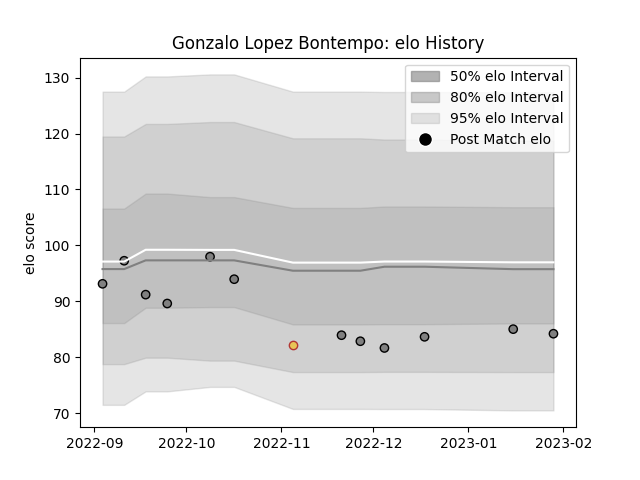 Gonzalo Lopez Bontempo: elo History
50% elo Interval
80% elo Interval
95% elo Interval
Post Match elo
elo score
130
120
110
100
90
80
70
2022-09 2022-10 2022-11 2022-12 2023-01 2023-02